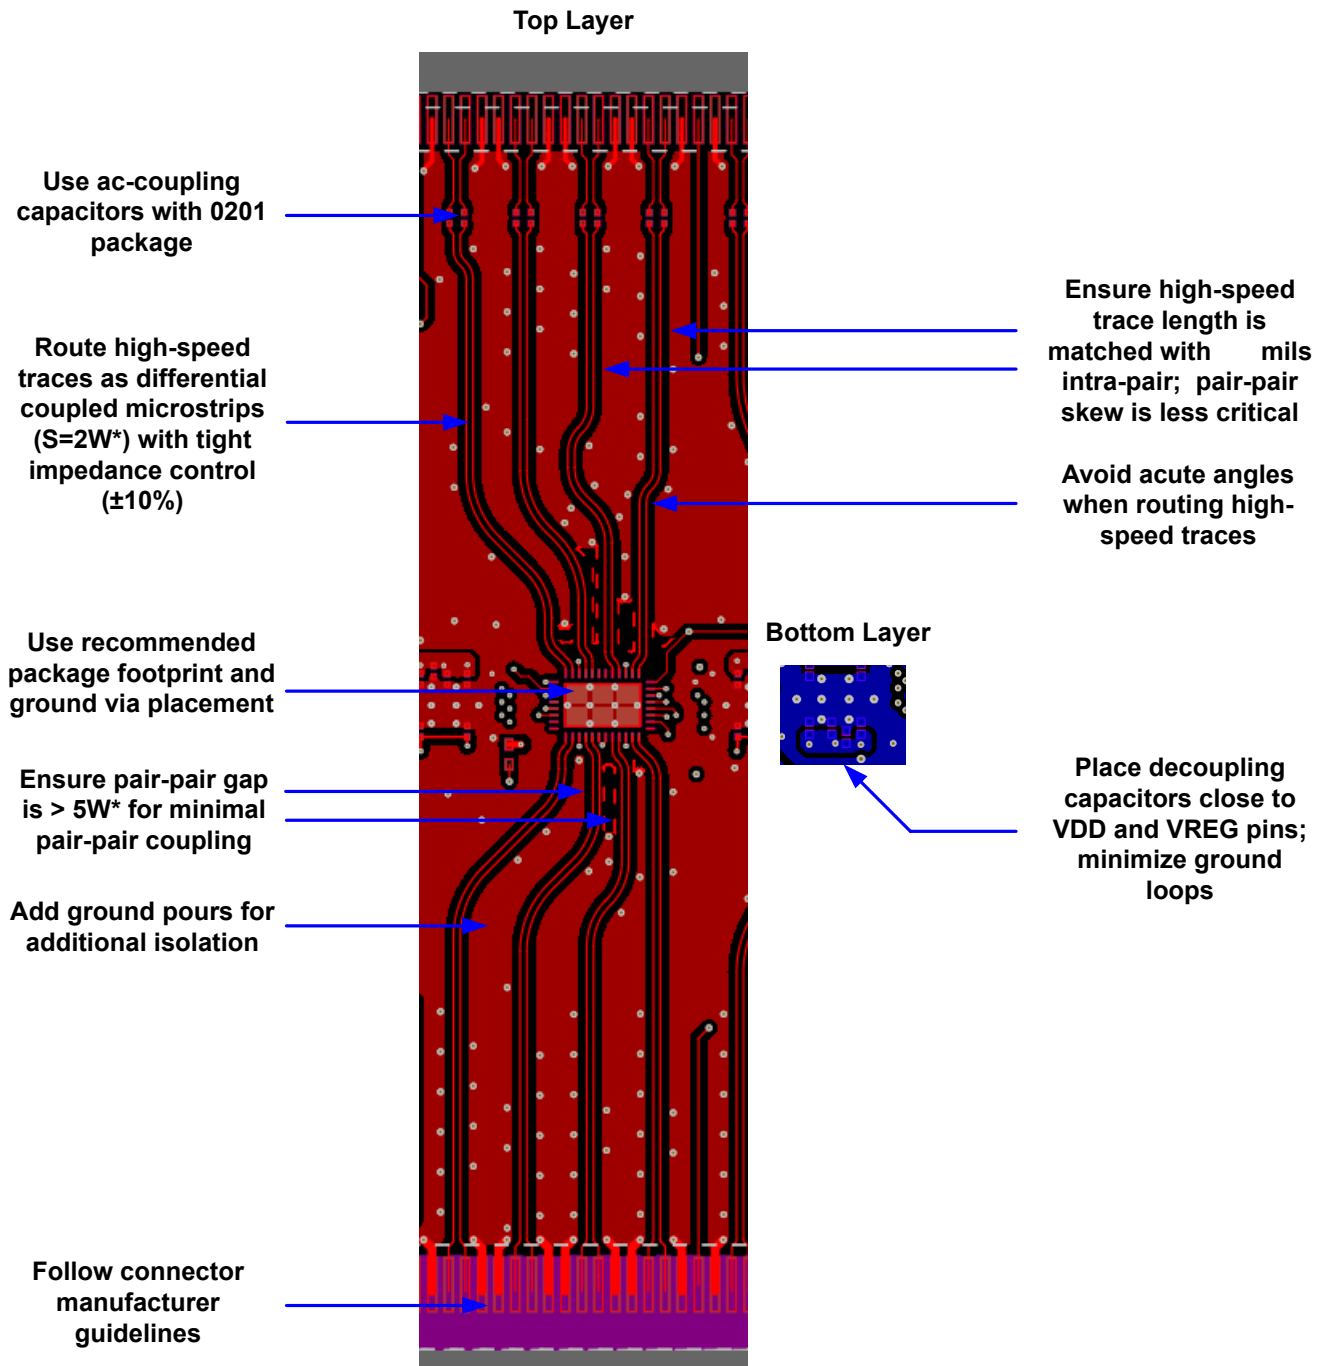 Top Layer
Use ac-coupling
capacitors with 0201
package
Route high-speed
traces as differential
coupled microstrips
(S=2W*) with tight
impedance control
(±10%)
Use recommended
package footprint and
ground via placement
Ensure pair-pair gap
is > 5W* for minimal
pair-pair coupling
Add ground pours for
additional isolation
Follow connector
manufacturer
guidelines
Ensure high-speed
trace length is
matched with mils
intra-pair; pair-pair
skew is less critical
Avoid acute angles
when routing high-
speed traces
Bottom Layer
Place decoupling
capacitors close to
VDD and VREG pins;
minimize ground
loops